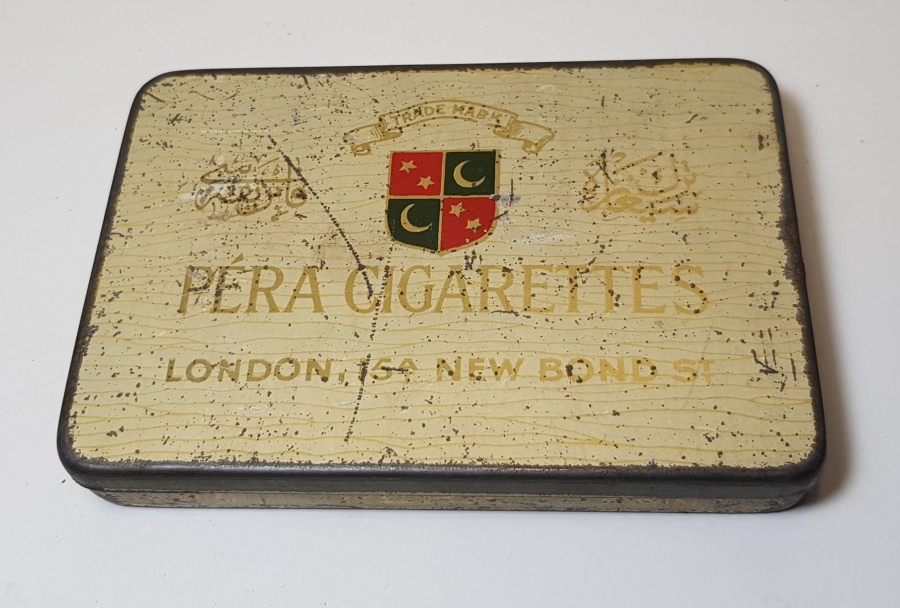 TRADE MARK
PÉRA CIGARETTES
LONDON, 15A NEW BOND ST